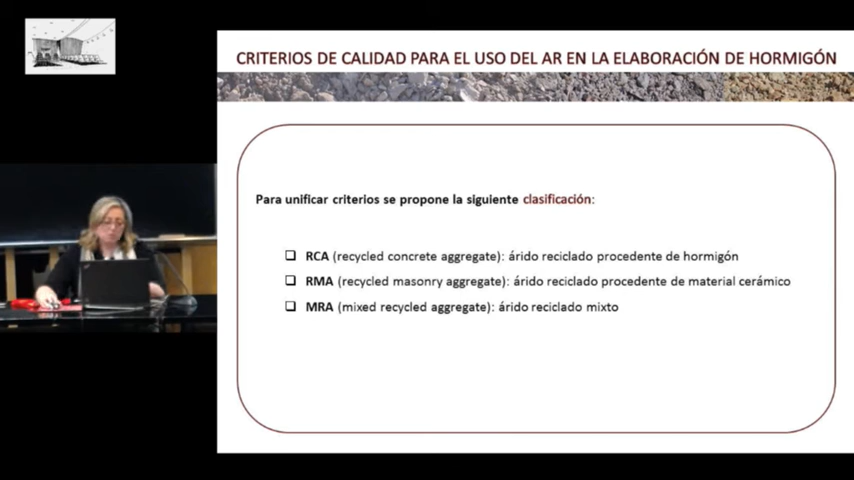 CRITERIOS DE CALIDAD PARA EL USO DEL AR EN LA ELABORACIÓN DE HORMIGÓN
Para unificar criterios se propone la siguiente clasificación:
RCA (recycled concrete aggregate): árido reciclado procedente de hormigón
RMA (recycled masonry aggregate): árido reciclado procedente de material cerámico
MRA (mixed recycled aggregate): árido reciclado mixto